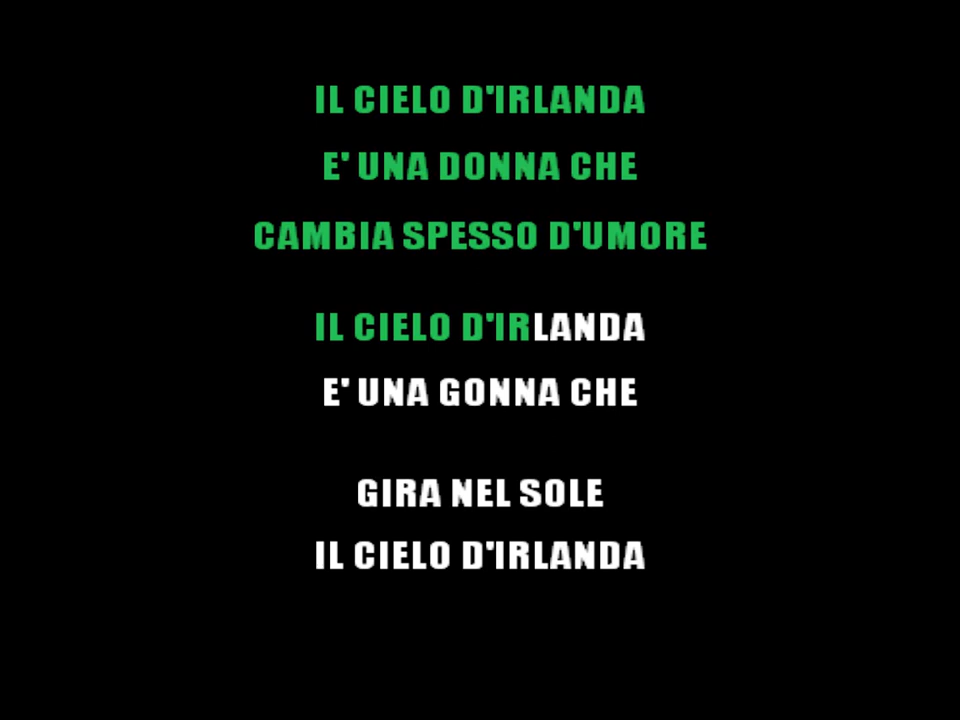 IL CIELO D'IRLANDA
E' UNA DONNA CHE
CAMBIA SPESSO D'UMORE
IL CIELO D'IRLANDA
E' UNA GONNA CHE
GIRA NEL SOLE
IL CIELO D'IRLANDA